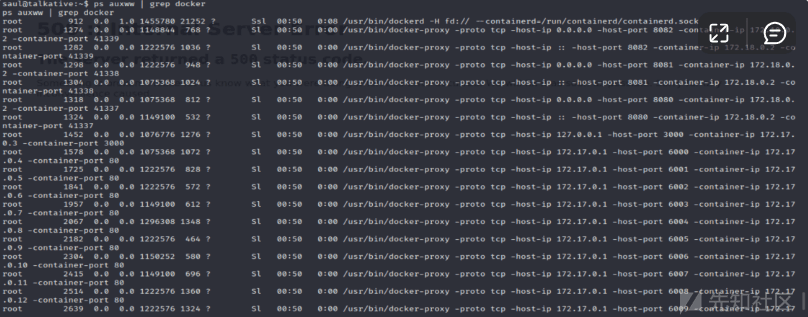 saul@talkative:~$ ps auxww | grep docker
ps auxww | grep docker
root 912 0.0 1.0 1455780 21252 ? Ssl 00:50 0:08 /usr/bin/dockerd -H fd:// --containerd=/run/containerd/containerd.sock
root 1274 0.0 0.0 1148844 768 ? Sl 00:50 0:00 /usr/bin/docker-proxy -proto tcp -host-ip 0.0.0.0 -host-port 8082 -container-ip 172.18.0.
2 -container-port 41339
root 1282 0.0 0.0 1222576 1036 ? Sl 00:50 0:00 /usr/bin/docker-proxy -proto tcp -host-ip :: -host-port 8082 -container-ip 172.18.0.2 -co
ntainer-port 41339
root 1298 0.0 0.0 1222576 948 ? Sl 00:50 0:00 /usr/bin/docker-proxy -proto tcp -host-ip 0.0.0.0 -host-port 8081 -container-ip 172.18.0.
2 -container-port 41338
root 1304 0.0 0.0 1075368 1024 ? Sl 00:50 0:00 /usr/bin/docker-proxy -proto tcp -host-ip :: -host-port 8081 -container-ip 172.18.0.2 -co
ntainer-port 41338
root 1318 0.0 0.0 1075368 812 ? Sl 00:50 0:00 /usr/bin/docker-proxy -proto tcp -host-ip 0.0.0.0 -host-port 8080 -container-ip 172.18.0.
2 -container-port 41337
root 1324 0.0 0.0 1149100 532 ? Sl 00:50 0:00 /usr/bin/docker-proxy -proto tcp -host-ip :: -host-port 8080 -container-ip 172.18.0.2 -co
ntainer-port 41337
root 1452 0.0 0.0 1076776 1276 ? Sl 00:50 0:00 /usr/bin/docker-proxy -proto tcp -host-ip 127.0.0.1 -host-port 3000 -container-ip 172.17.
0.3 -container-port 3000
root 1578 0.0 0.0 1075368 1072 ? Sl 00:50 0:00 /usr/bin/docker-proxy -proto tcp -host-ip 172.17.0.1 -host-port 6000 -container-ip 172.17
.0.4 -container-port 80
root 1725 0.0 0.0 1222576 828 ? Sl 00:50 0:00 /usr/bin/docker-proxy -proto tcp -host-ip 172.17.0.1 -host-port 6001 -container-ip 172.17
.0.5 -container-port 80
root 1841 0.0 0.0 1222576 572 ? Sl 00:50 0:00 /usr/bin/docker-proxy -proto tcp -host-ip 172.17.0.1 -host-port 6002 -container-ip 172.17
.0.6 -container-port 80
root 1957 0.0 0.0 1149100 612 ? Sl 00:50 0:00 /usr/bin/docker-proxy -proto tcp -host-ip 172.17.0.1 -host-port 6003 -container-ip 172.17
.0.7 -container-port 80
root 2067 0.0 0.0 1296308 1348 ? Sl 00:50 0:00 /usr/bin/docker-proxy -proto tcp -host-ip 172.17.0.1 -host-port 6004 -container-ip 172.17
.0.8 -container-port 80
root 2182 0.0 0.0 1222576 464 ? Sl 00:50 0:00 /usr/bin/docker-proxy -proto tcp -host-ip 172.17.0.1 -host-port 6005 -container-ip 172.17
.0.9 -container-port 80
root 2304 0.0 0.0 1150252 580 ? Sl 00:50 0:00 /usr/bin/docker-proxy -proto tcp -host-ip 172.17.0.1 -host-port 6006 -container-ip 172.17
.0.10 -container-port 80
root 2415 0.0 0.0 1149100 696 ? Sl 00:50 0:00 /usr/bin/docker-proxy -proto tcp -host-ip 172.17.0.1 -host-port 6007 -container-ip 172.17
.0.11 -container-port 80
root 2514 0.0 0.0 1222576 1360 ? Sl 00:50 0:00 /usr/bin/docker-proxy -proto tcp -host-ip 172.17.0.1 -host-port 6008 -container-ip 172.17
.0.12 -container-port 80
root 2639 0.0 0.0 1222576 1324 ? Sl 00:50 0:00 /usr/bin/docker-proxy -proto tcp -host-ip 172.17.0.1 -host-port 6009 -container-ip 172.17
先知社区